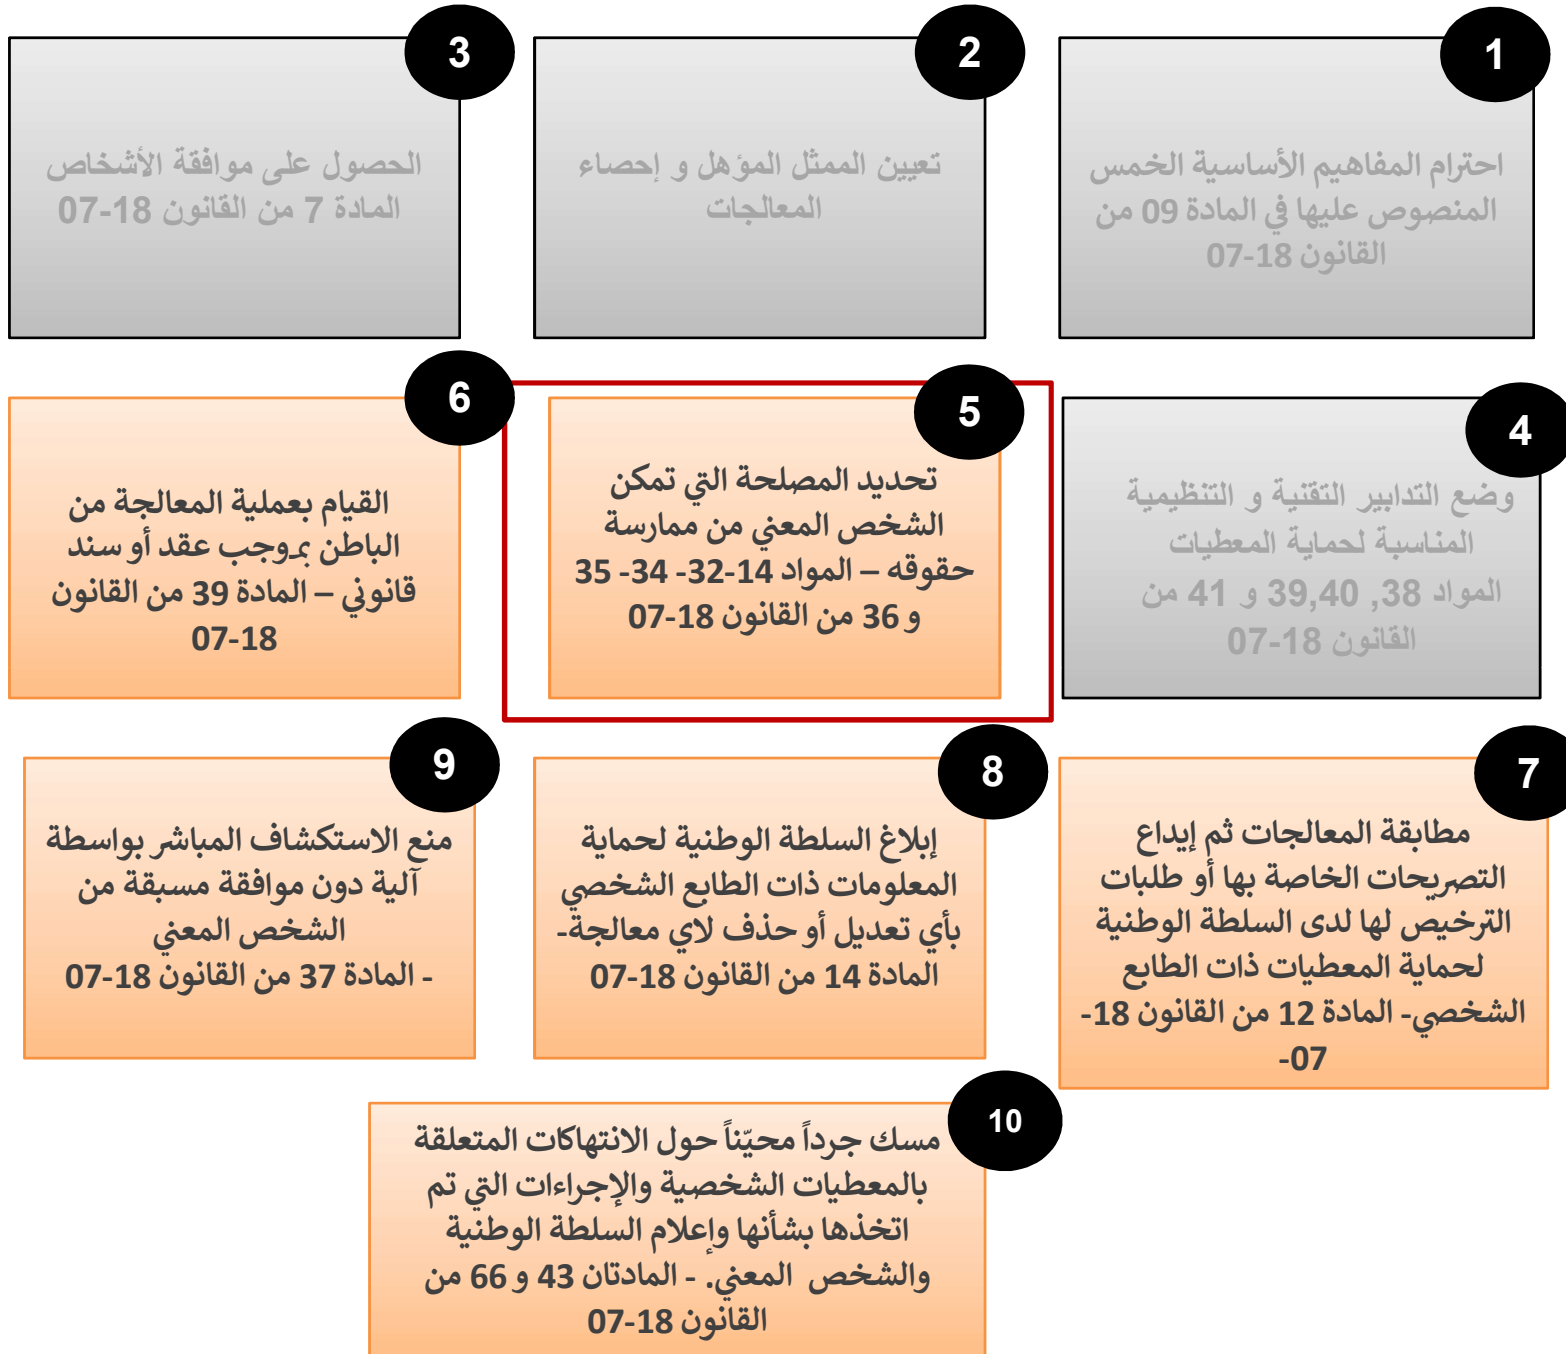 1
احترام المفاهيم الأساسية الخمس
المنصوص عليها في المادة 09 من
القانون 18-07
2
تعيين الممثل المؤهل و إحصاء
المعالجات
3
الحصول على موافقة الأشخاص
المادة 7 من القانون 18-07
4
وضع التدابير التقنية و التنظيمية
المناسبة لحماية المعطيات
المواد 38, 39,40 و 41 من
القانون 18-07
5
تحديد المصلحة التي تمكن
الشخص المعني من ممارسة
حقوقه – المواد 14-32- 34- 35
و 36 من القانون 18-07
6
القيام بعملية المعالجة من
الباطن بموجب عقد أو سند
قانوني – المادة 39 من القانون
07-18
7
مطابقة المعالجات ثم إيداع
التصريحات الخاصة بها أو طلبات
الترخيص لها لدى السلطة الوطنية
لحماية المعطيات ذات الطابع
الشخصي- المادة 12 من القانون 18-
07-
8
إبلاغ السلطة الوطنية لحماية
المعلومات ذات الطابع الشخصي
بأي تعديل أو حذف لاي معالجة-
المادة 14 من القانون 18-07
9
منع الاستكشاف المباشر بواسطة
آلية دون موافقة مسبقة من
الشخص المعني
- المادة 37 من القانون 18-07
10
مسك جرداً محيّناً حول الانتهاكات المتعلقة
بالمعطيات الشخصية والإجراءات التي تم
اتخذها بشأنها وإعلام السلطة الوطنية
والشخص المعني. - المادتان 43 و 66 من
القانون 18-07